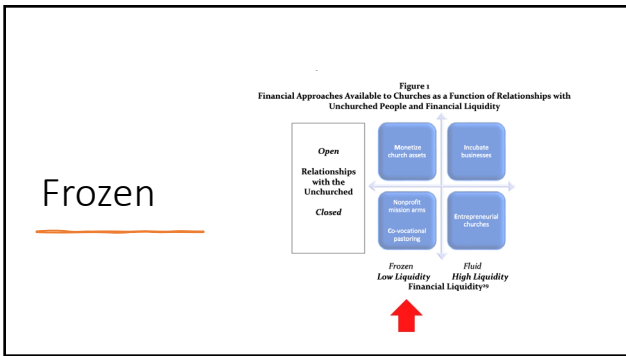 Frozen
Figure 1
Financial Approaches Available to Churches as a Function of Relationships with
Unchurched People and Financial Liquidity
Open
Relationships
with the
Unchurched
Closed
Monetize
church assets
Incubate
businesses
Nonprofit
mission arms
Co-vocational
pastoring
Entrepreneurial
churches
Frozen Fluid
Low Liquidity High Liquidity
Financial Liquidity²⁹